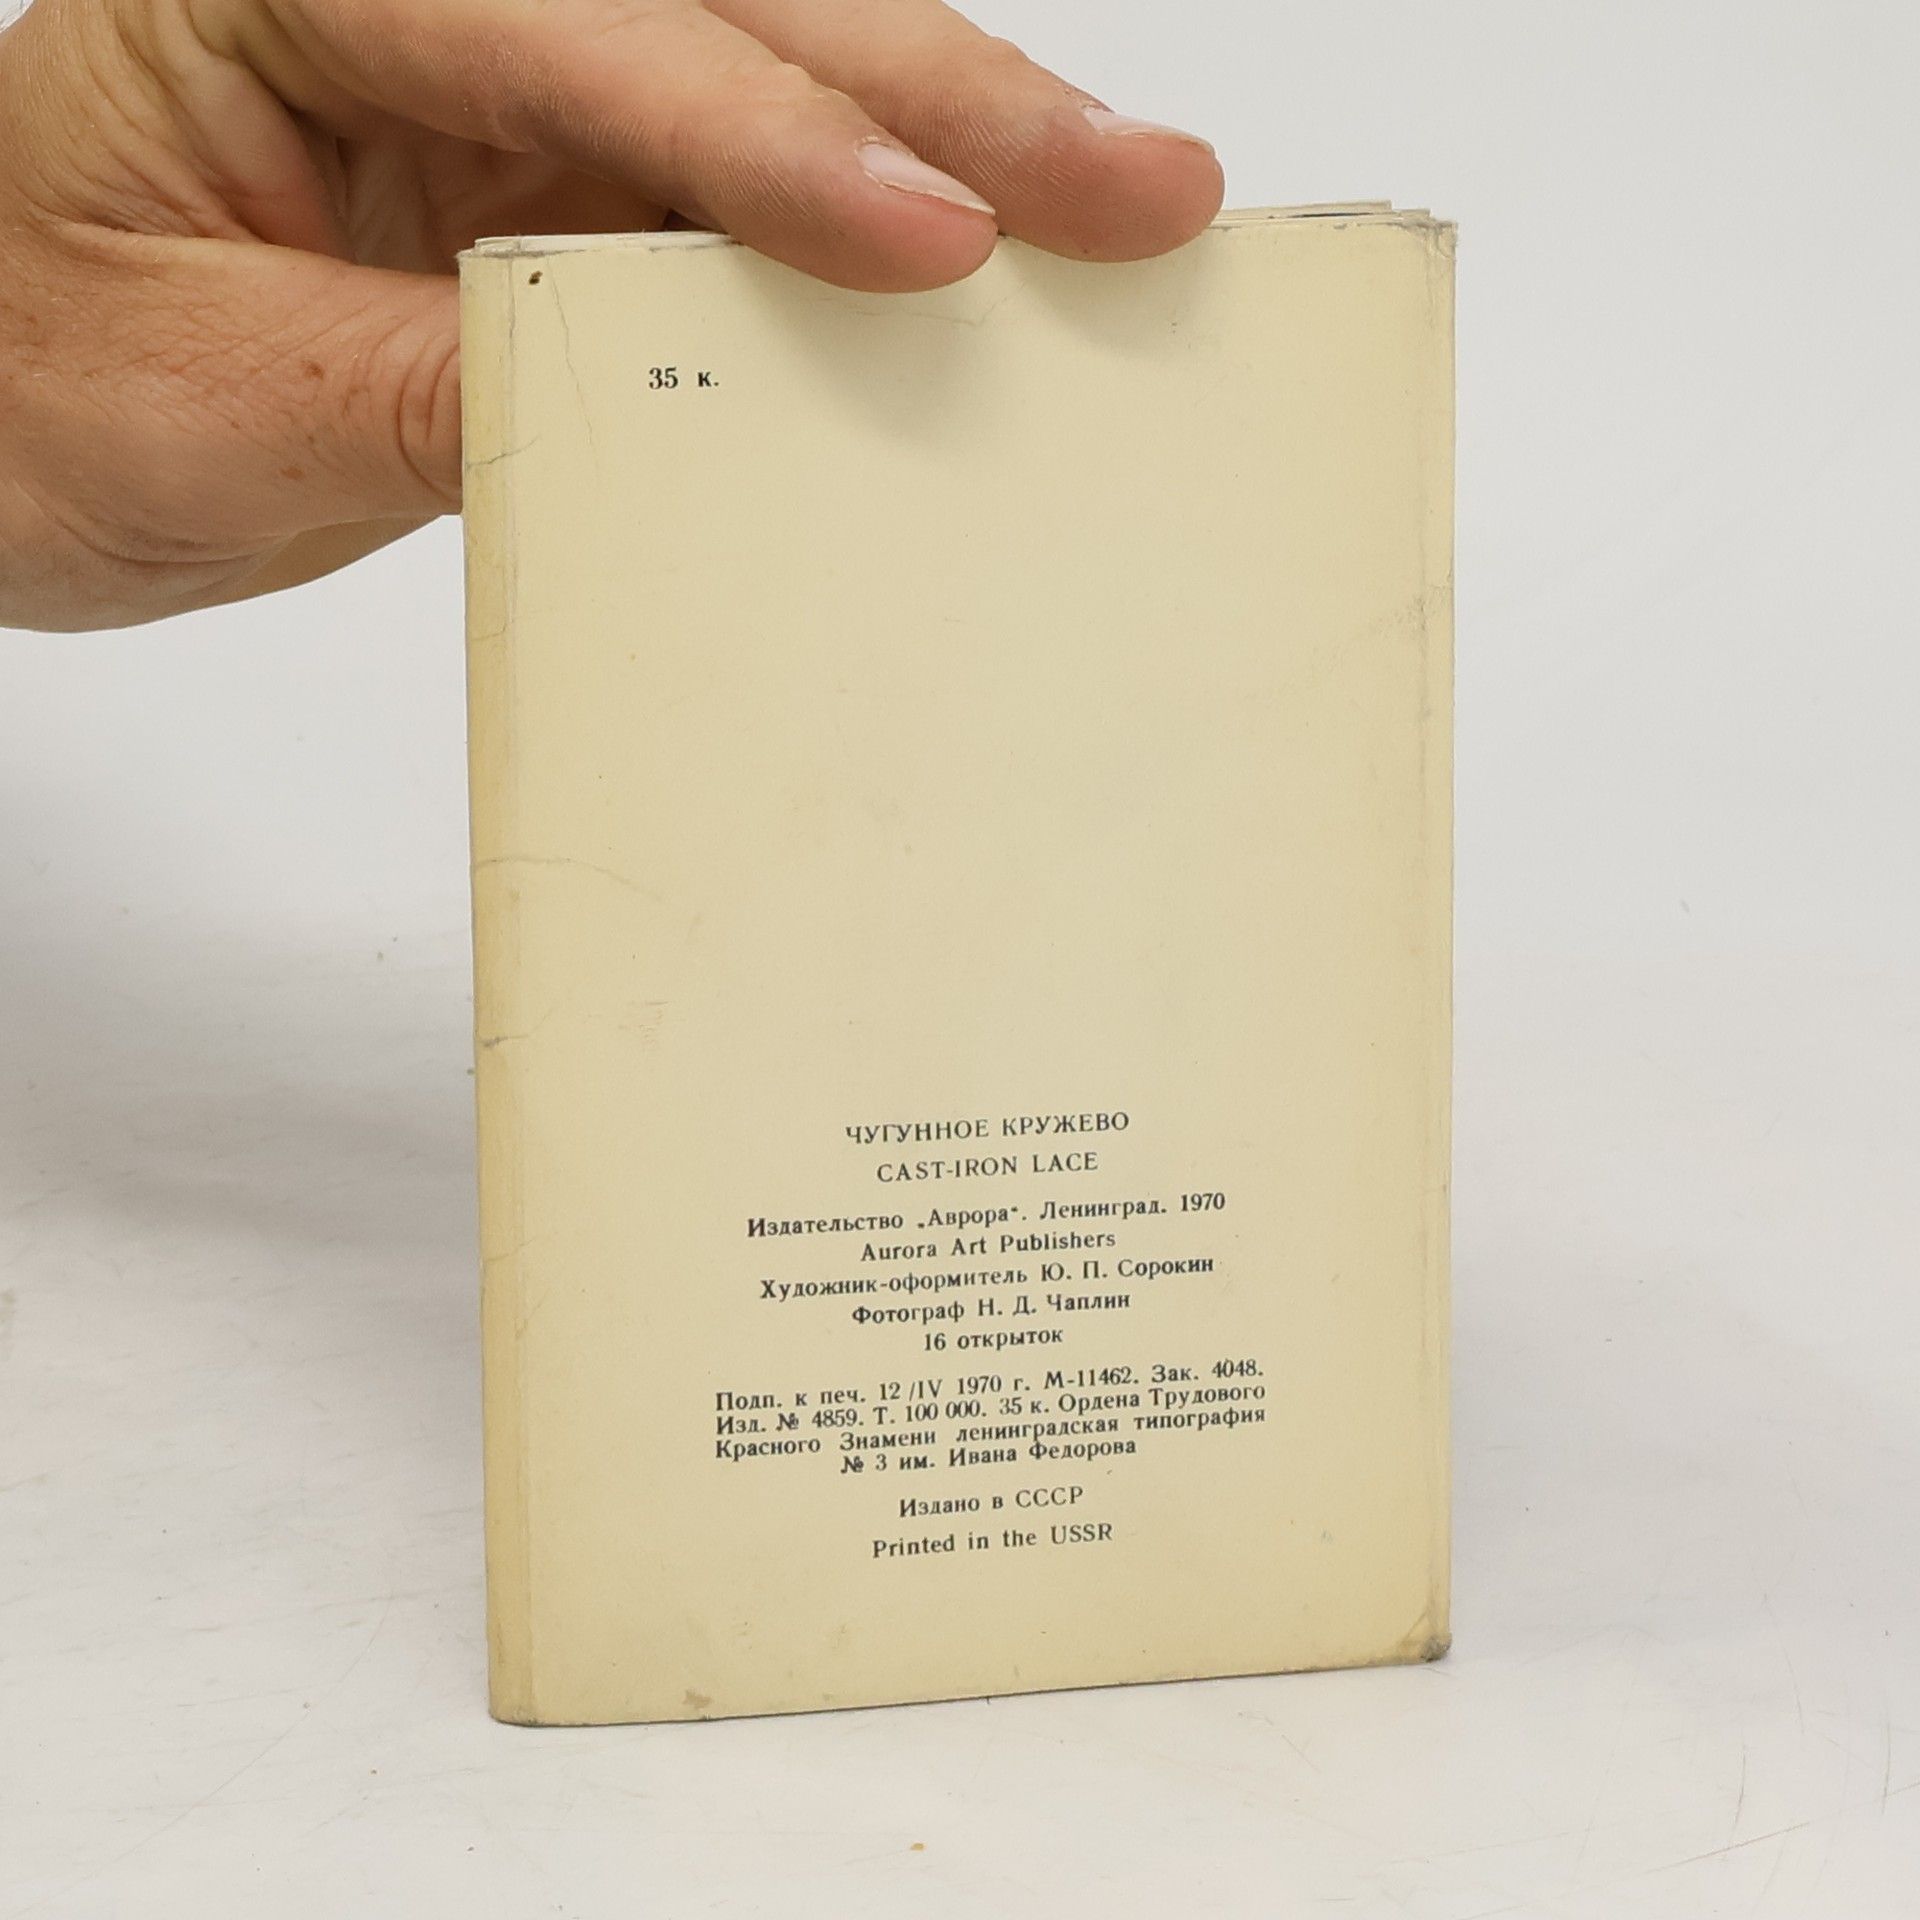 35 к.
ЧУГУННОЕ КРУЖЕВО
CAST-IRON LACE
Издательство „Аврора“. Ленинград. 1970
Aurora Art Publishers
Художник-оформитель Ю. П. Сорокин
Фотограф Н. Д. Чаплин
16 открыток
Подп. к печ. 12/IV 1970 г. М-11462. Зак. 4048.
Изд. № 4859. Т. 100 000. 35 к. Ордена Трудового
Красного Знамени ленинградская типография
№ 3 им. Ивана Федорова
Издано в СССР
Printed in the USSR